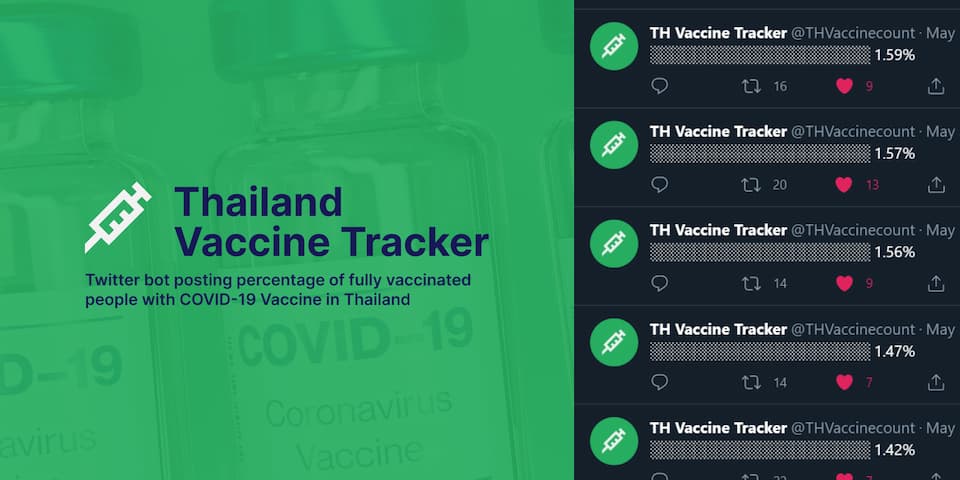 Thailand
Vaccine Tracker
Twitter bot posting percentage of fully vaccinated
people with COVID-19 Vaccine in Thailand
D-19
avirus
COVID-19
Coronavirus
Vaccine
TH Vaccine Tracker @THVaccinecount · May
░░░░░░░░░░░░░░░ 1.59%
16 9
TH Vaccine Tracker @THVaccinecount · May
░░░░░░░░░░░░░░░ 1.57%
20 13
TH Vaccine Tracker @THVaccinecount · May
░░░░░░░░░░░░░░░ 1.56%
14 9
TH Vaccine Tracker @THVaccinecount · May
░░░░░░░░░░░░░░░ 1.47%
14 7
TH Vaccine Tracker @THVaccinecount · May
░░░░░░░░░░░░░░░ 1.42%